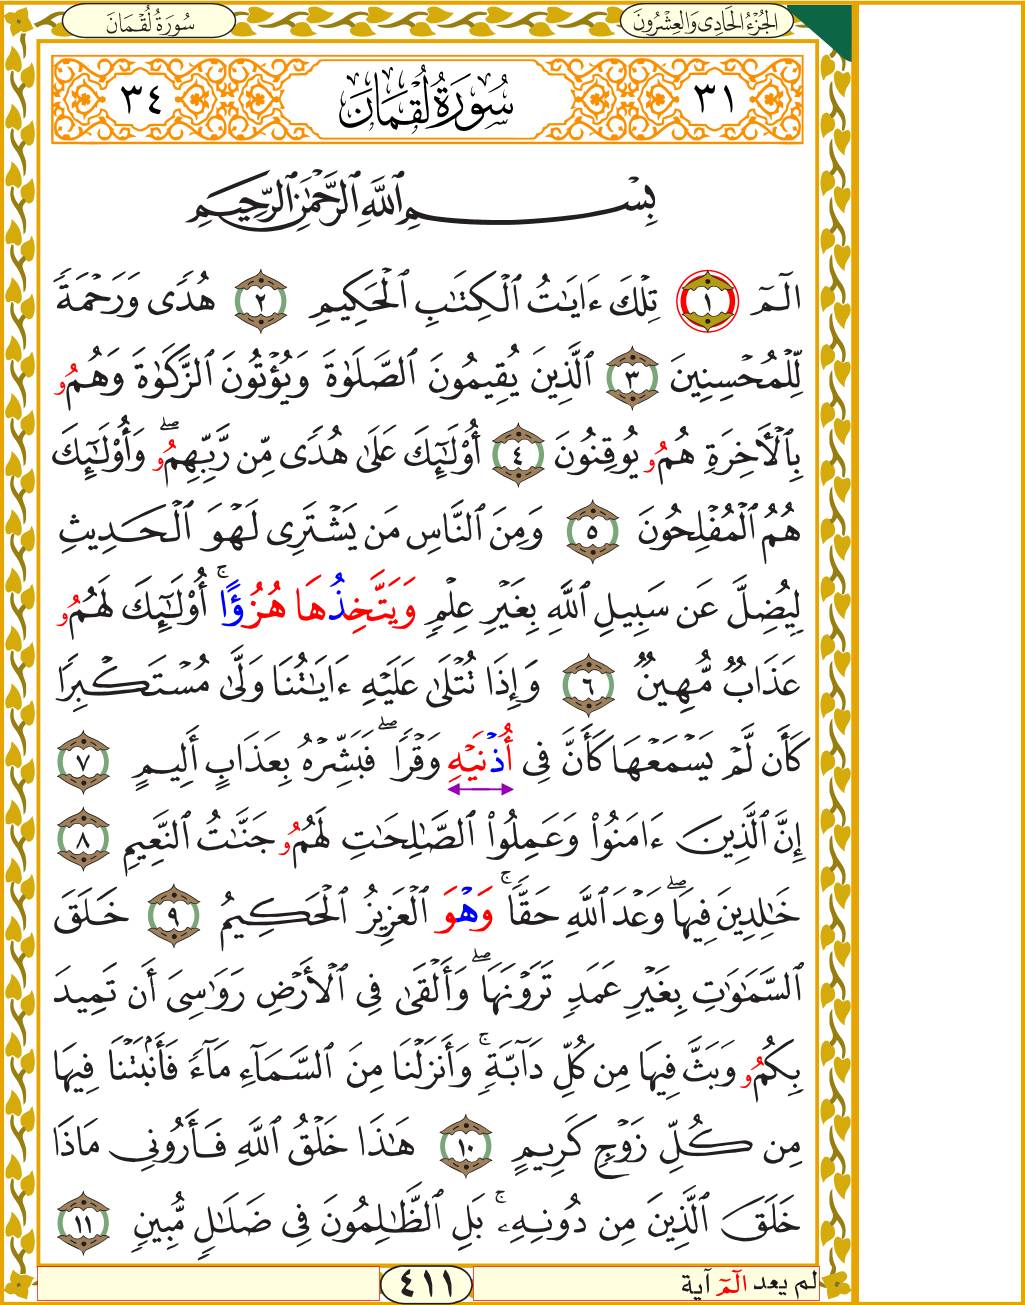 الجُزْءُ الحَادِى وَالعِشْرُونَ
سُورَةُ لُقْمَانَ
٣١ سُورَةُ لُقْمَانَ ٣٤
بِسْمِ ٱللَّهِ ٱلرَّحْمَٰنِ ٱلرَّحِيمِ
الٓمٓ ١ تِلْكَ ءَايَٰتُ ٱلْكِتَٰبِ ٱلْحَكِيمِ ٢ هُدًى وَرَحْمَةً
لِّلْمُحْسِنِينَ ٣ ٱلَّذِينَ يُقِيمُونَ ٱلصَّلَوٰةَ وَيُؤْتُونَ ٱلزَّكَوٰةَ وَهُمُو
بِٱلْأَخِرَةِ هُمُو يُوقِنُونَ ٤ أُوْلَٰٓئِكَ عَلَىٰ هُدًى مِّن رَّبِّهِمُو ۖ وَأُوْلَٰٓئِكَ
هُمُ ٱلْمُفْلِحُونَ ٥ وَمِنَ ٱلنَّاسِ مَن يَشْتَرِى لَهْوَ ٱلْحَدِيثِ
لِيُضِلَّ عَن سَبِيلِ ٱللَّهِ بِغَيْرِ عِلْمٍ وَيَتَّخِذُهَا هُزُؤًا ۚ أُوْلَٰٓئِكَ لَهُمُو
عَذَابٌ مُّهِينٌ ٦ وَإِذَا تُتْلَىٰ عَلَيْهِ ءَايَٰتُنَا وَلَّىٰ مُسْتَكْبِرًا
كَأَن لَّمْ يَسْمَعْهَا كَأَنَّ فِى أُذْنَيْهِ وَقْرًا ۖ فَبَشِّرْهُ بِعَذَابٍ أَلِيمٍ ٧
إِنَّ ٱلَّذِينَ ءَامَنُوا۟ وَعَمِلُوا۟ ٱلصَّٰلِحَٰتِ لَهُمُو جَنَّٰتُ ٱلنَّعِيمِ ٨
خَٰلِدِينَ فِيهَا ۖ وَعْدَ ٱللَّهِ حَقًّا ۚ وَهْوَ ٱلْعَزِيزُ ٱلْحَكِيمُ ٩ خَلَقَ
ٱلسَّمَٰوَٰتِ بِغَيْرِ عَمَدٍ تَرَوْنَهَا ۖ وَأَلْقَىٰ فِى ٱلْأَرْضِ رَوَٰسِىَ أَن تَمِيدَ
بِكُمُو وَبَثَّ فِيهَا مِن كُلِّ دَآبَّةٍ ۚ وَأَنزَلْنَا مِنَ ٱلسَّمَآءِ مَآءً فَأَنۢبَتْنَا فِيهَا
مِن كُلِّ زَوْجٍ كَرِيمٍ ١٠ هَٰذَا خَلْقُ ٱللَّهِ فَأَرُونِى مَاذَا
خَلَقَ ٱلَّذِينَ مِن دُونِهِۦ ۚ بَلِ ٱلظَّٰلِمُونَ فِى ضَلَٰلٍ مُّبِينٍ ١١
لم يعد الٓمٓ آية
٤١١